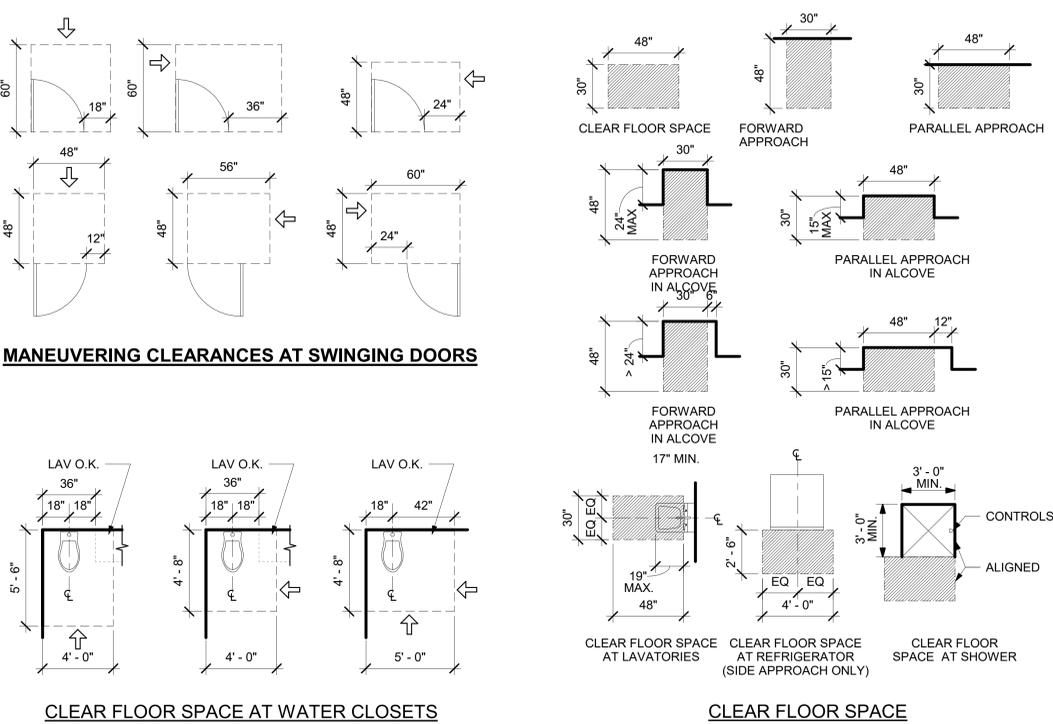 60"
18"
60"
36"
48"
24"
48"
48"
12"
56"
48"
60"
48"
24"
MANEUVERING CLEARANCES AT SWINGING DOORS
48"
30"
CLEAR FLOOR SPACE
30"
48"
FORWARD
APPROACH
48"
30"
PARALLEL APPROACH
30"
48"
24"
MAX
FORWARD
APPROACH
IN ALCOVE
48"
30"
15"
MAX
PARALLEL APPROACH
IN ALCOVE
30"
6"
48"
> 24"
FORWARD
APPROACH
IN ALCOVE
48"
12"
30"
>15"
PARALLEL APPROACH
IN ALCOVE
LAV O.K.
36"
18"
18"
5' - 6"
℄
4' - 0"
LAV O.K.
36"
18"
18"
4' - 8"
℄
4' - 0"
LAV O.K.
18"
42"
4' - 8"
℄
5' - 0"
CLEAR FLOOR SPACE AT WATER CLOSETS
17" MIN.
30"
EQ
EQ
℄
19"
MAX.
48"
CLEAR FLOOR SPACE
AT LAVATORIES
℄
2' - 6"
EQ
EQ
4' - 0"
CLEAR FLOOR SPACE
AT REFRIGERATOR
(SIDE APPROACH ONLY)
3' - 0"
MIN.
3' - 0"
MIN.
CONTROLS
ALIGNED
CLEAR FLOOR
SPACE AT SHOWER
CLEAR FLOOR SPACE